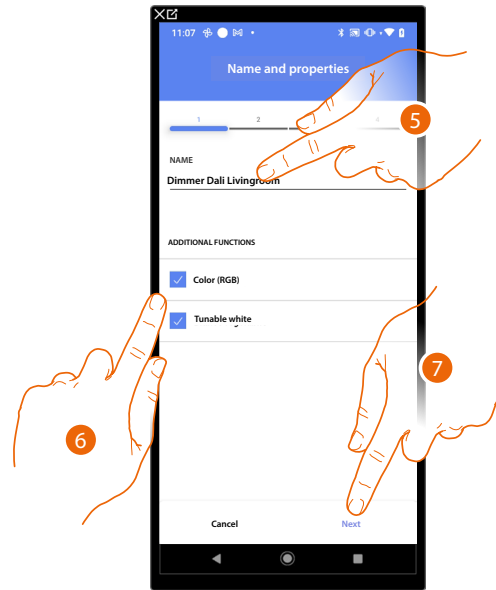 11:07
Name and properties
1 2 4
5
NAME
Dimmer Dali Livingroom
ADDITIONAL FUNCTIONS
Color (RGB)
Tunable white
7
6
Cancel Next